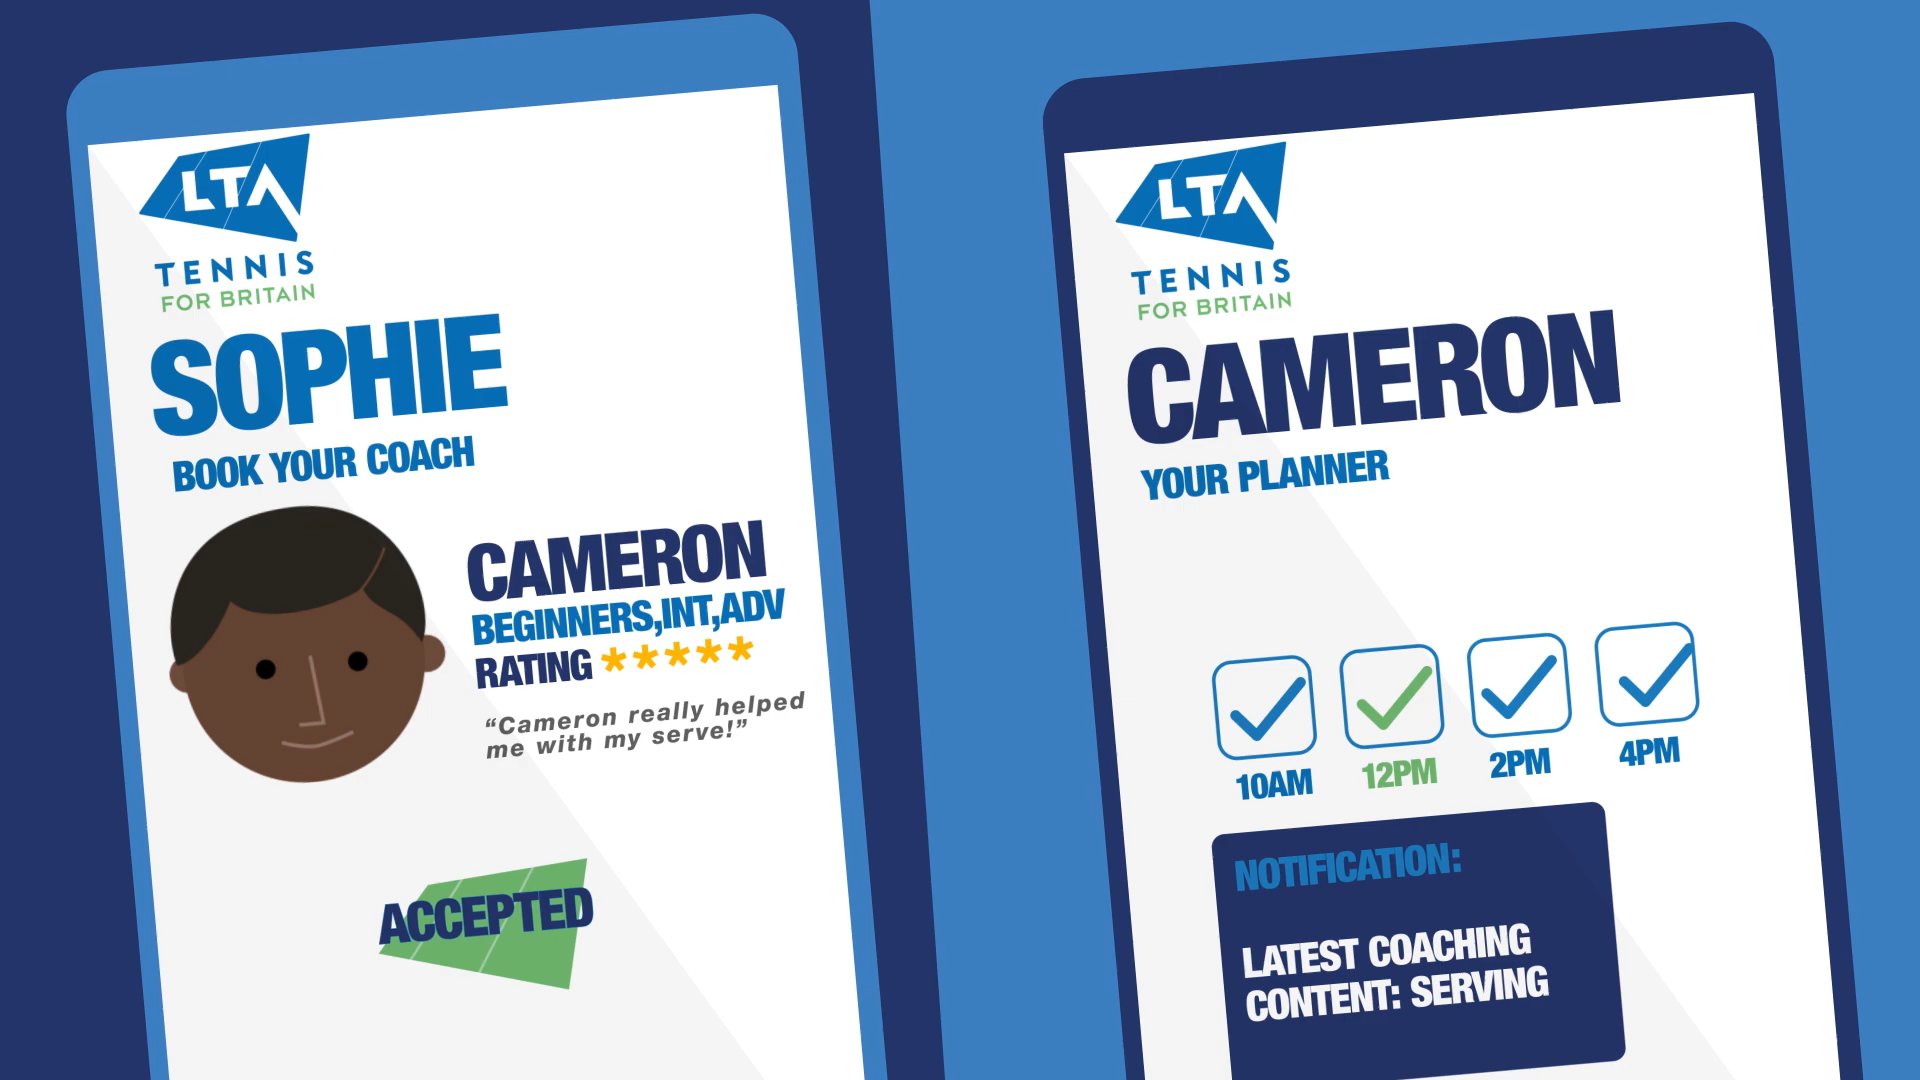 LTA
TENNIS
FOR BRITAIN
SOPHIE
BOOK YOUR COACH
CAMERON
BEGINNERS,INT,ADV
RATING *****
“Cameron really helped
me with my serve!”
ACCEPTED
LTA
TENNIS
FOR BRITAIN
CAMERON
YOUR PLANNER
10AM 12PM 2PM 4PM
NOTIFICATION:
LATEST COACHING
CONTENT: SERVING